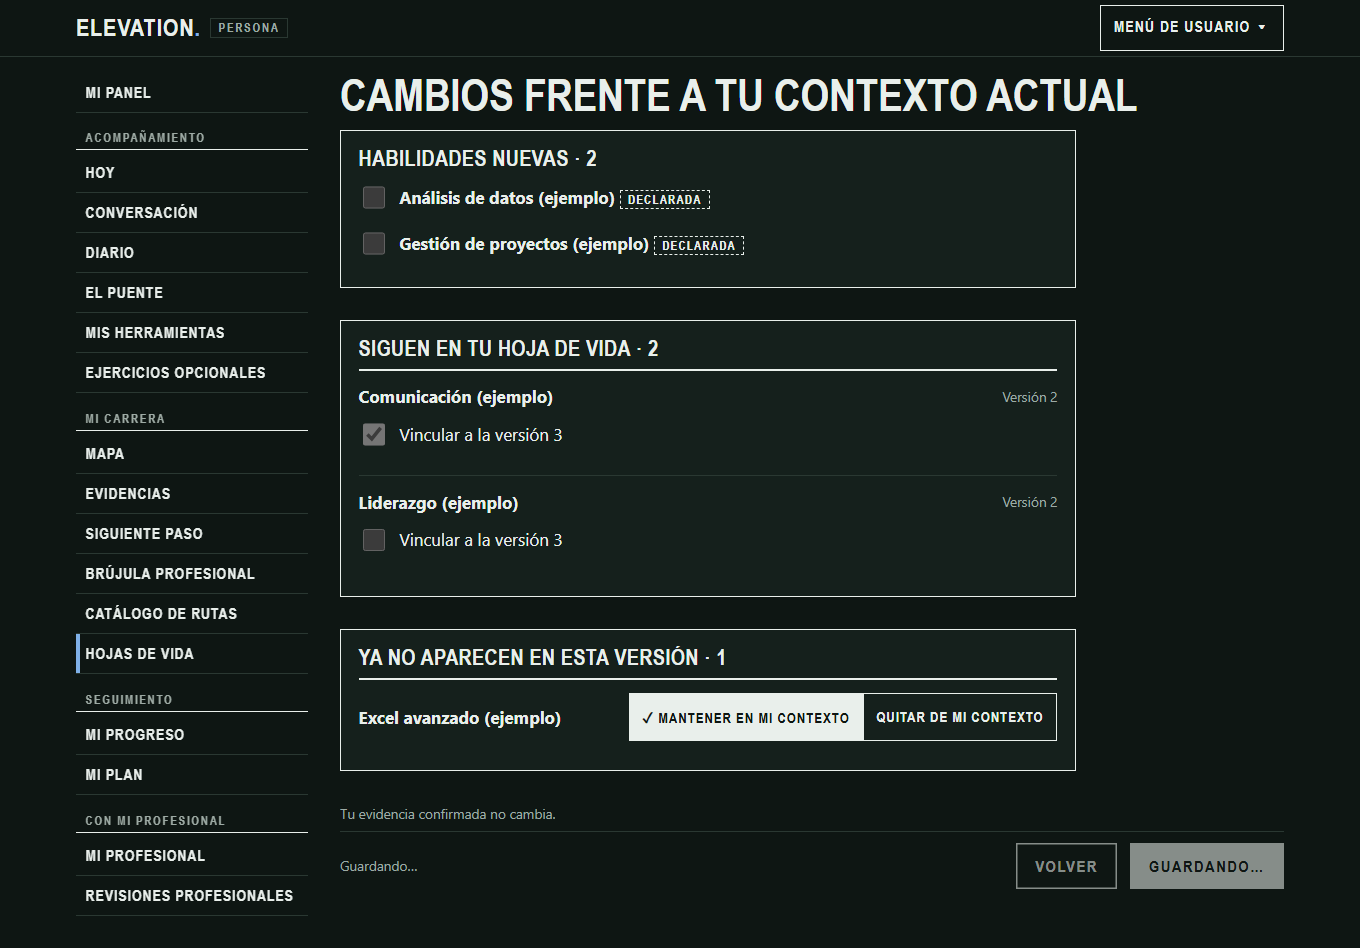 ELEVATION. PERSONA
MENÚ DE USUARIO
MI PANEL
ACOMPAÑAMIENTO
HOY
CONVERSACIÓN
DIARIO
EL PUENTE
MIS HERRAMIENTAS
EJERCICIOS OPCIONALES
MI CARRERA
MAPA
EVIDENCIAS
SIGUIENTE PASO
BRÚJULA PROFESIONAL
CATÁLOGO DE RUTAS
HOJAS DE VIDA
SEGUIMIENTO
MI PROGRESO
MI PLAN
CON MI PROFESIONAL
MI PROFESIONAL
REVISIONES PROFESIONALES
CAMBIOS FRENTE A TU CONTEXTO ACTUAL
HABILIDADES NUEVAS · 2
Análisis de datos (ejemplo) DECLARADA
Gestión de proyectos (ejemplo) DECLARADA
SIGUEN EN TU HOJA DE VIDA · 2
Comunicación (ejemplo) Versión 2
Vincular a la versión 3
Liderazgo (ejemplo) Versión 2
Vincular a la versión 3
YA NO APARECEN EN ESTA VERSIÓN · 1
Excel avanzado (ejemplo) ✓ MANTENER EN MI CONTEXTO QUITAR DE MI CONTEXTO
Tu evidencia confirmada no cambia.
Guardando... VOLVER GUARDANDO...